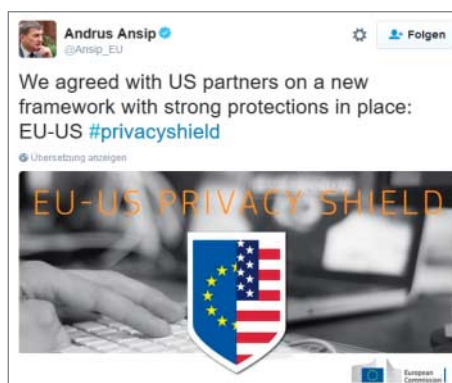 Andrus Ansip
@Ansip_EU
Folgen
We agreed with US partners on a new
framework with strong protections in place:
EU-US #privacyshield
Übersetzung anzeigen
EU-US PRIVACY SHIELD
European
Commission